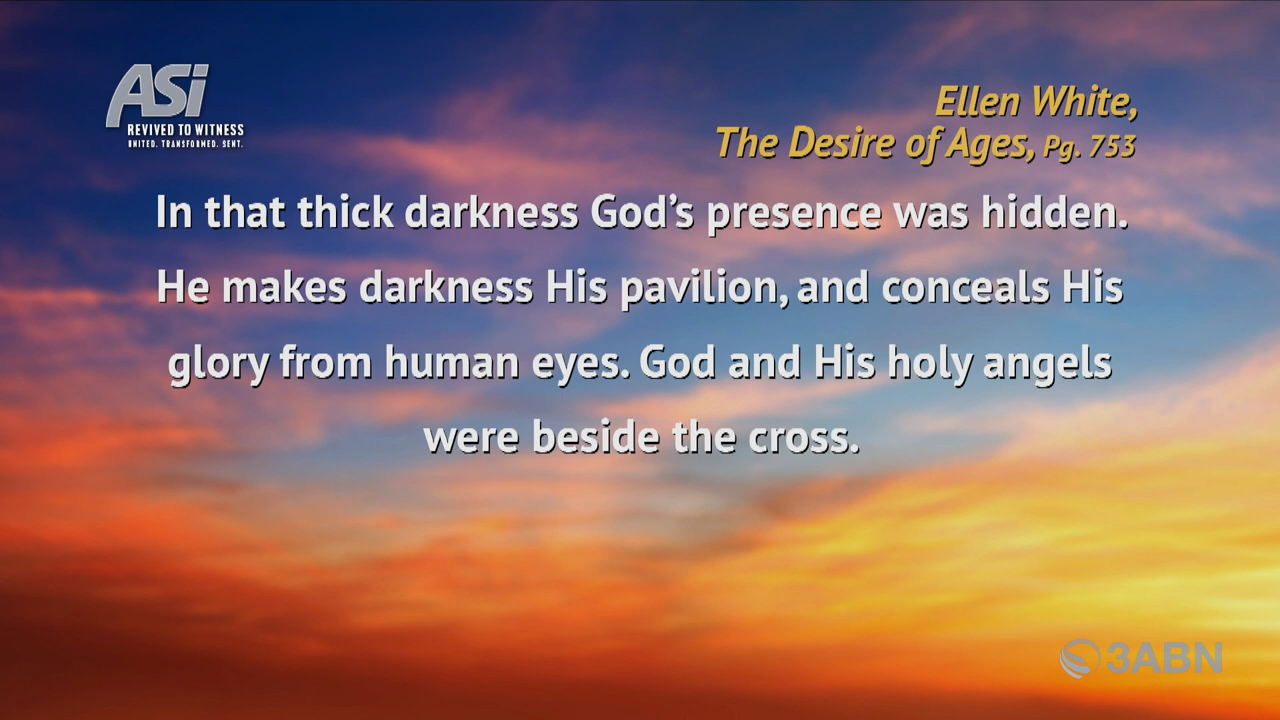 ASi
REVIVED TO WITNESS
UNITED. TRANSFORMED. SENT.
Ellen White,
The Desire of Ages, Pg. 753
In that thick darkness God’s presence was hidden.
He makes darkness His pavilion, and conceals His
glory from human eyes. God and His holy angels
were beside the cross.
3ABN